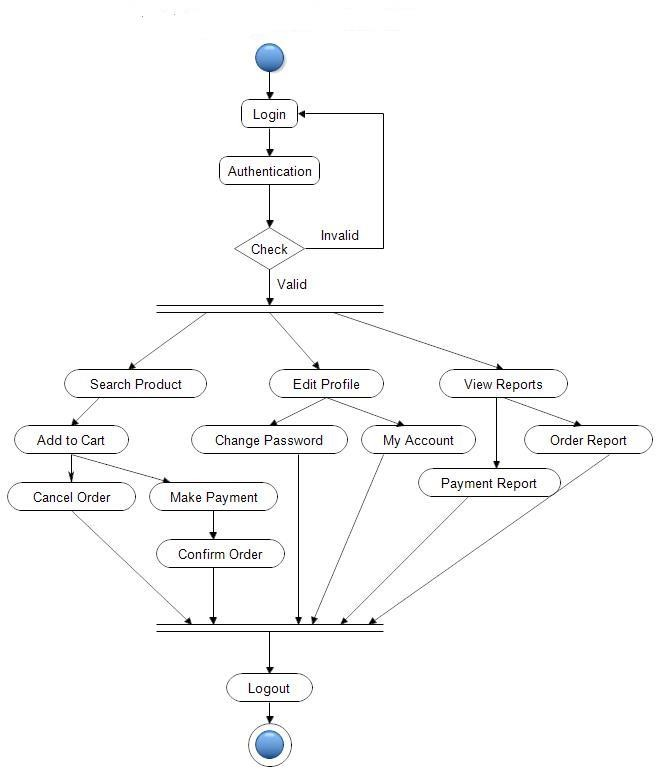 Login
Authentication
Check
Invalid
Valid
Search Product
Edit Profile
View Reports
Add to Cart
Change Password
My Account
Order Report
Cancel Order
Make Payment
Payment Report
Confirm Order
Logout